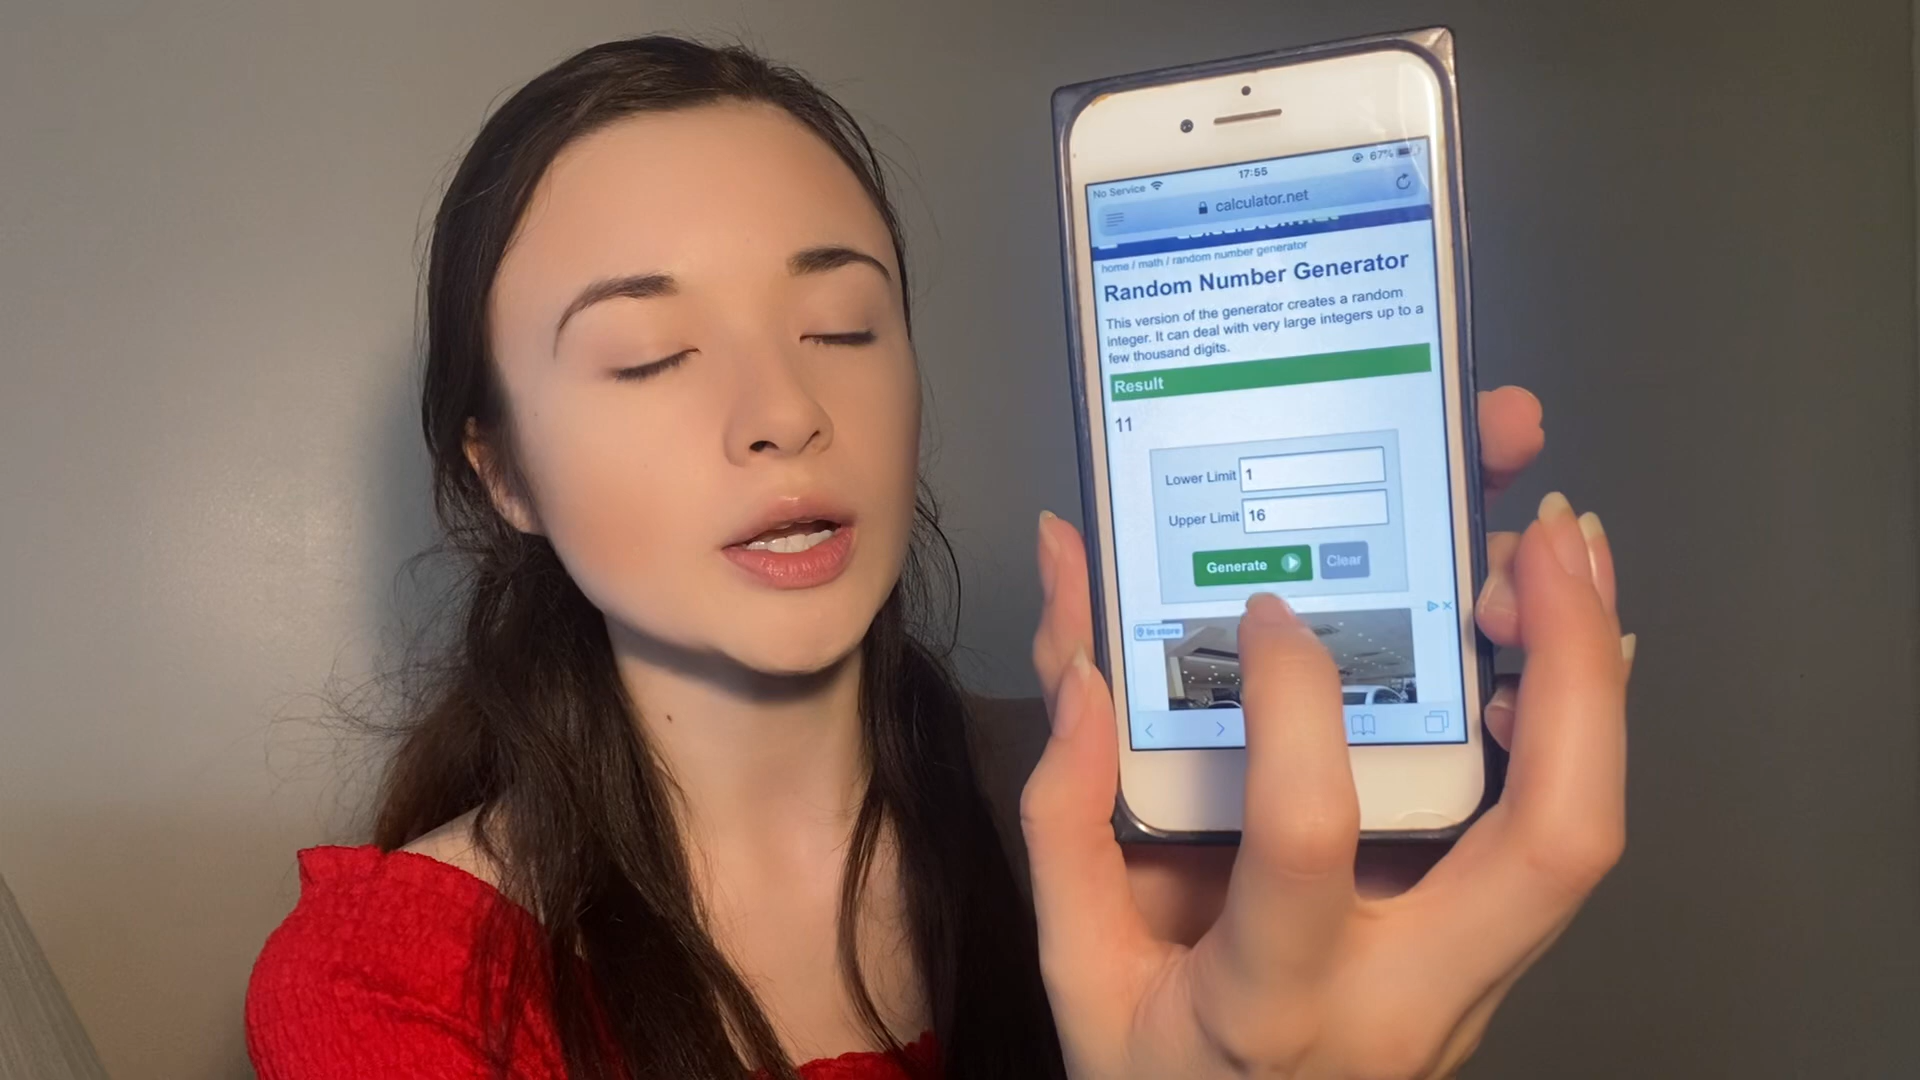 No Service
17:55
67%
calculator.net
home / math / random number generator
Random Number Generator
This version of the generator creates a random
integer. It can deal with very large integers up to a
few thousand digits.
Result
11
Lower Limit 1
Upper Limit 16
Generate
Clear
In store